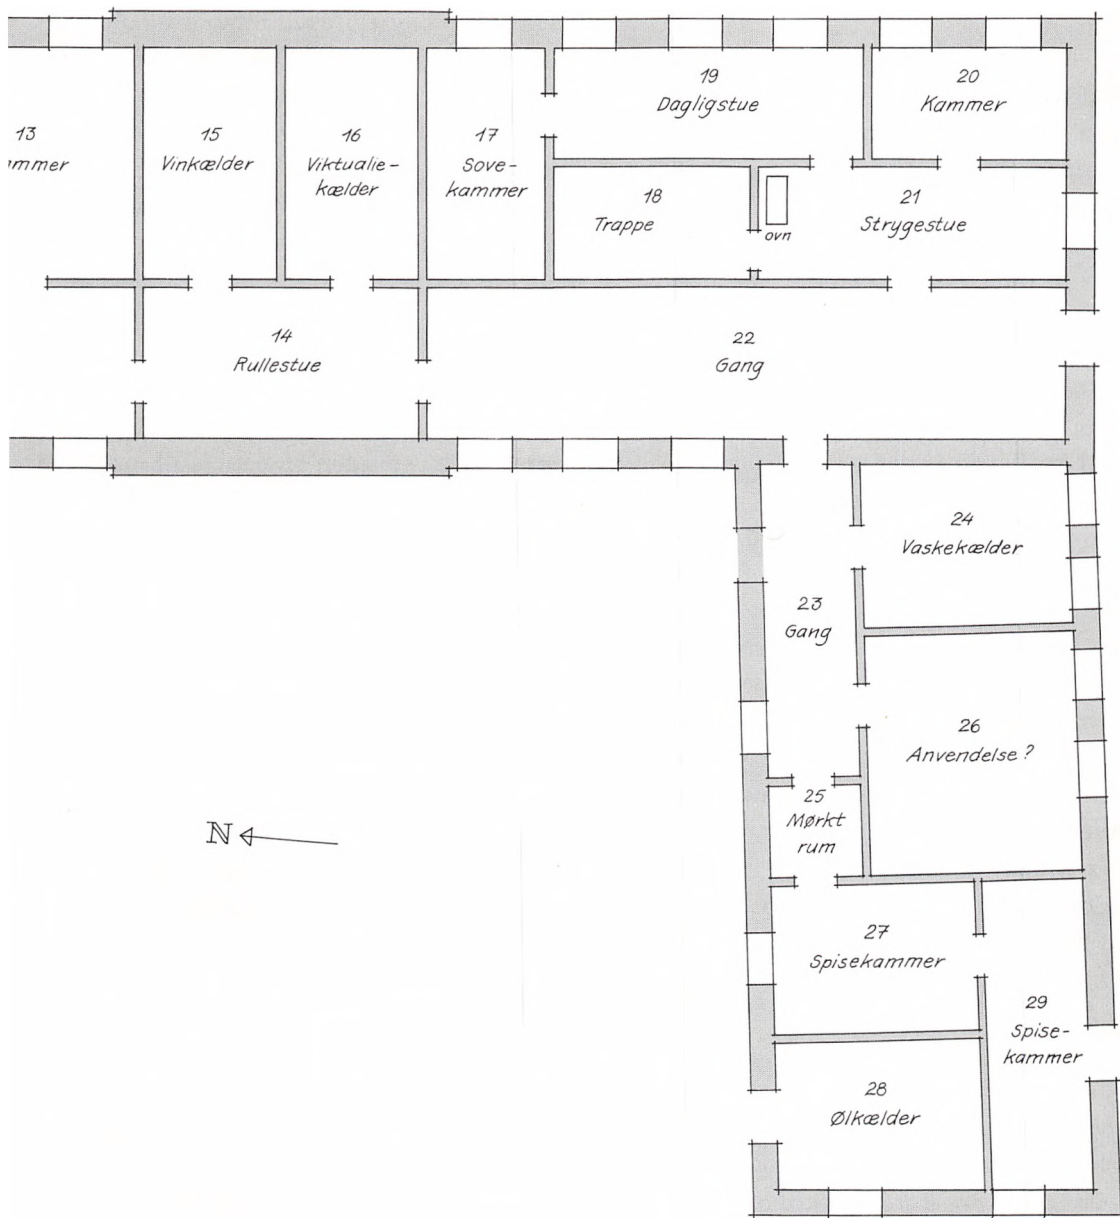 13
ammer
15
Vinkælder
16
Viktualie-
kælder
17
Sove-
kammer
19
Dagligstue
20
Kammer
18
Trappe
ovn
21
Strygestue
14
Rullestue
22
Gang
24
Vaskekælder
23
Gang
26
Anvendelse?
25
Mørkt
rum
N
27
Spisekammer
29
Spise-
kammer
28
Ølkælder